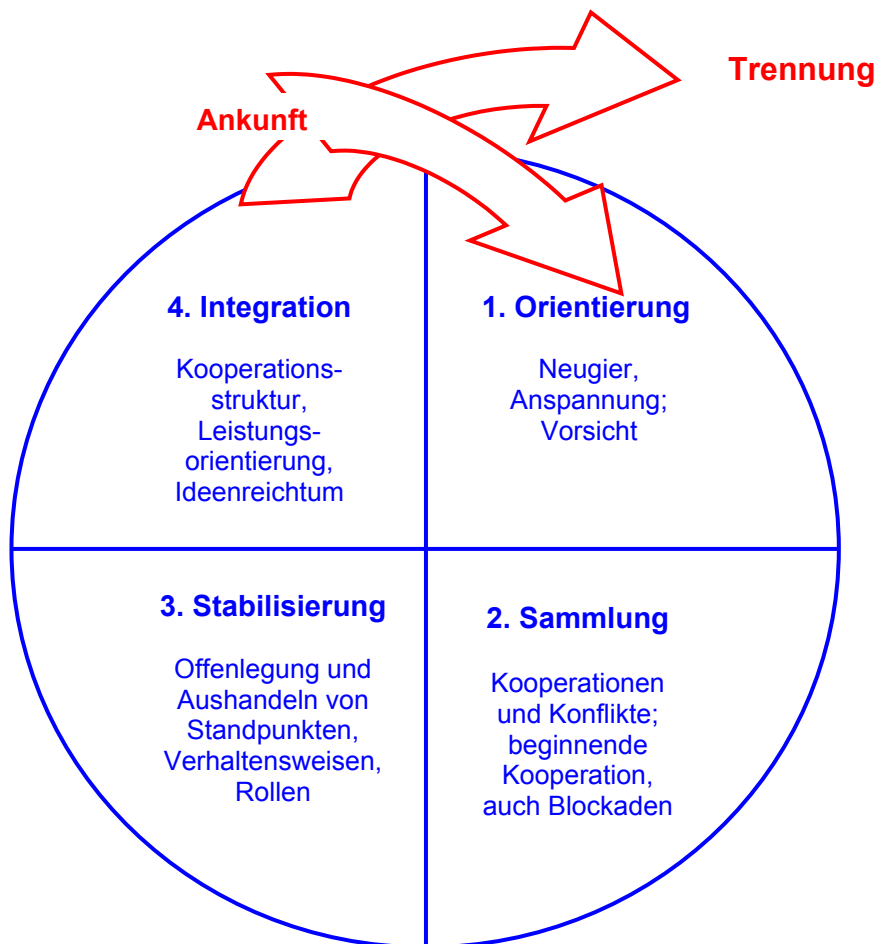 Trennung
Ankunft
4. Integration
Kooperations-
struktur,
Leistungs-
orientierung,
Ideenreichtum
1. Orientierung
Neugier,
Anspannung;
Vorsicht
3. Stabilisierung
Offenlegung und
Aushandeln von
Standpunkten,
Verhaltensweisen,
Rollen
2. Sammlung
Kooperationen
und Konflikte;
beginnende
Kooperation,
auch Blockaden